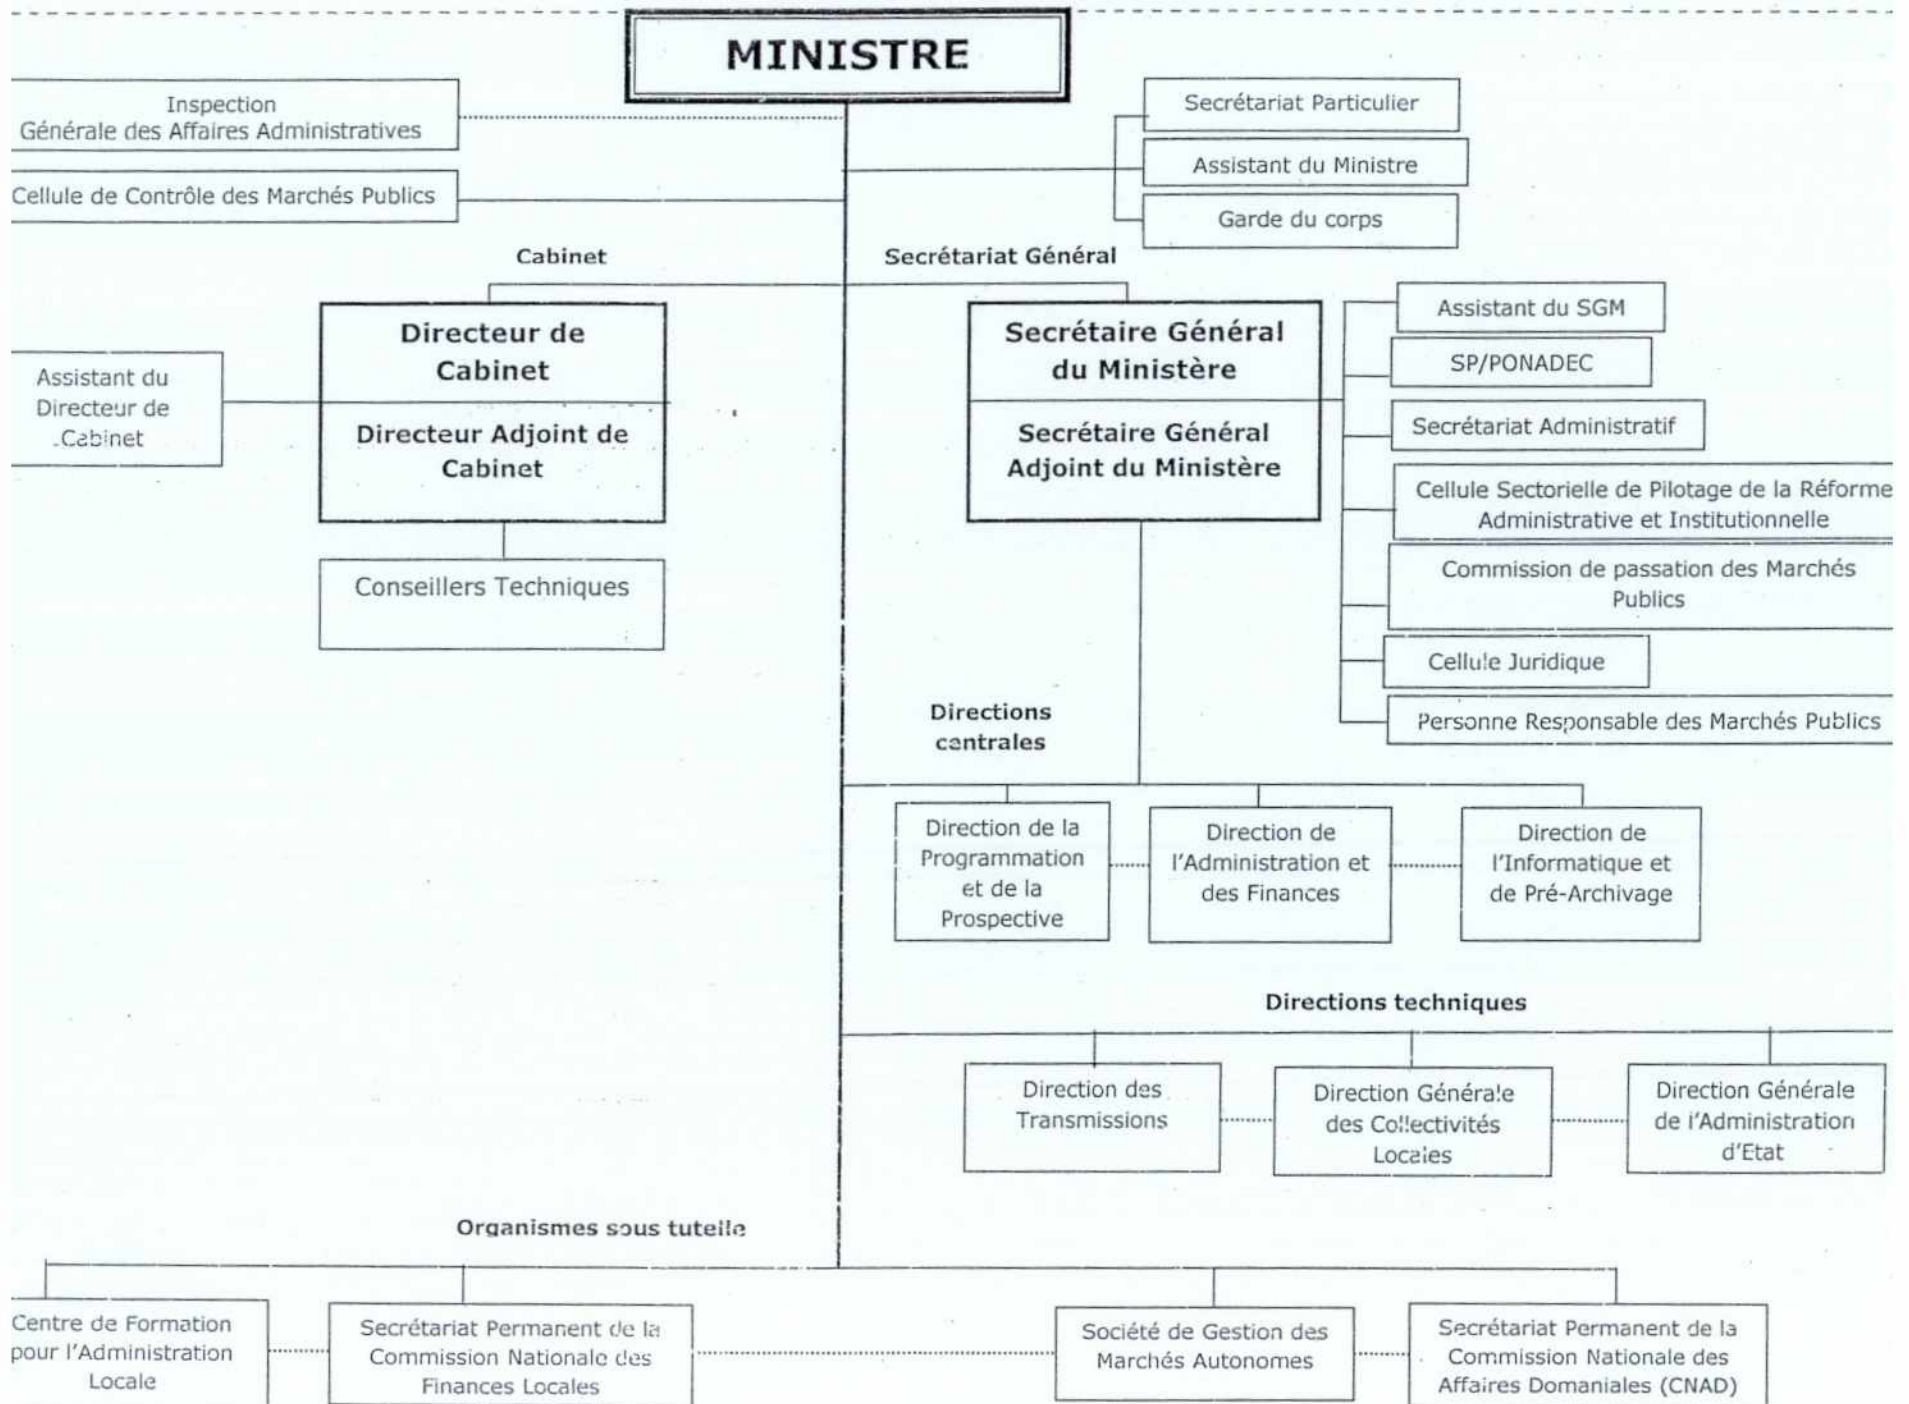 MINISTRE
Inspection
Générale des Affaires Administratives
Cellule de Contrôle des Marchés Publics
Secrétariat Particulier
Assistant du Ministre
Garde du corps
Cabinet
Secrétariat Général
Directeur de
Cabinet
Directeur Adjoint de
Cabinet
Assistant du
Directeur de
Cabinet
Conseillers Techniques
Secrétaire Général
du Ministère
Secrétaire Général
Adjoint du Ministère
Assistant du SGM
SP/PONADEC
Secrétariat Administratif
Cellule Sectorielle de Pilotage de la Réforme
Administrative et Institutionnelle
Commission de passation des Marchés
Publics
Cellule Juridique
Personne Responsable des Marchés Publics
Directions
centrales
Direction de la
Programmation
et de la
Prospective
Direction de
l'Administration et
des Finances
Direction de
l'Informatique et
de Pré-Archivage
Directions techniques
Direction des
Transmissions
Direction Générale
des Collectivités
Locales
Direction Générale
de l'Administration
d'Etat
Organismes sous tutelle
Centre de Formation
pour l'Administration
Locale
Secrétariat Permanent de la
Commission Nationale des
Finances Locales
Société de Gestion des
Marchés Autonomes
Secrétariat Permanent de la
Commission Nationale des
Affaires Domaniales (CNAD)